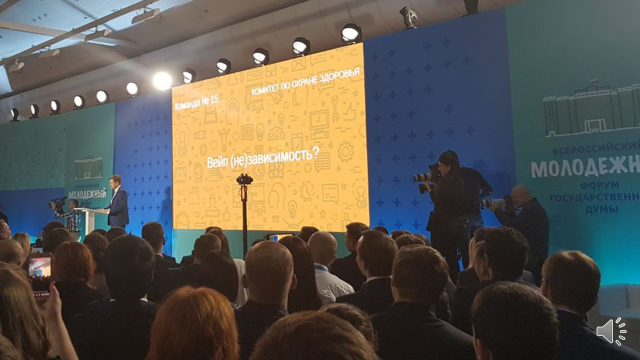 Команда № 15
КОМИТЕТ ПО ОХРАНЕ ЗДОРОВЬЯ
Вейп (не)зависимость?
МОЛОДЕЖНЫЙ
ВСЕРОССИЙСКИЙ
МОЛОДЕЖНЫЙ
ФОРУМ
ГОСУДАРСТВЕННОЙ
ДУМЫ